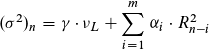 (σ²)ₙ = γ · ν_L + ∑_{i=1}^{m} αᵢ · R²_{n−i}